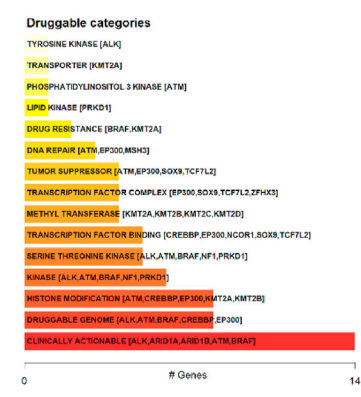 Druggable categories
TYROSINE KINASE [ALK]
TRANSPORTER [KMT2A]
PHOSPHATIDYLINOSITOL 3 KINASE [ATM]
LIPID KINASE [PRKD1]
DRUG RESISTANCE [BRAF,KMT2A]
DNA REPAIR [ATM,EP300,MSH3]
TUMOR SUPPRESSOR [ATM,EP300,SOX9,TCF7L2]
TRANSCRIPTION FACTOR COMPLEX [EP300,SOX9,TCF7L2,ZFHX3]
METHYL TRANSFERASE [KMT2A,KMT2B,KMT2C,KMT2D]
TRANSCRIPTION FACTOR BINDING [CREBBP,EP300,NCOR1,SOX9,TCF7L2]
SERINE THREONINE KINASE [ALK,ATM,BRAF,NF1,PRKD1]
KINASE [ALK,ATM,BRAF,NF1,PRKD1]
HISTONE MODIFICATION [ATM,CREBBP,EP300,KMT2A,KMT2B]
DRUGGABLE GENOME [ALK,ATM,BRAF,CREBBP,EP300]
CLINICALLY ACTIONABLE [ALK,ARID1A,ARID1B,ATM,BRAF]
0 # Genes 14